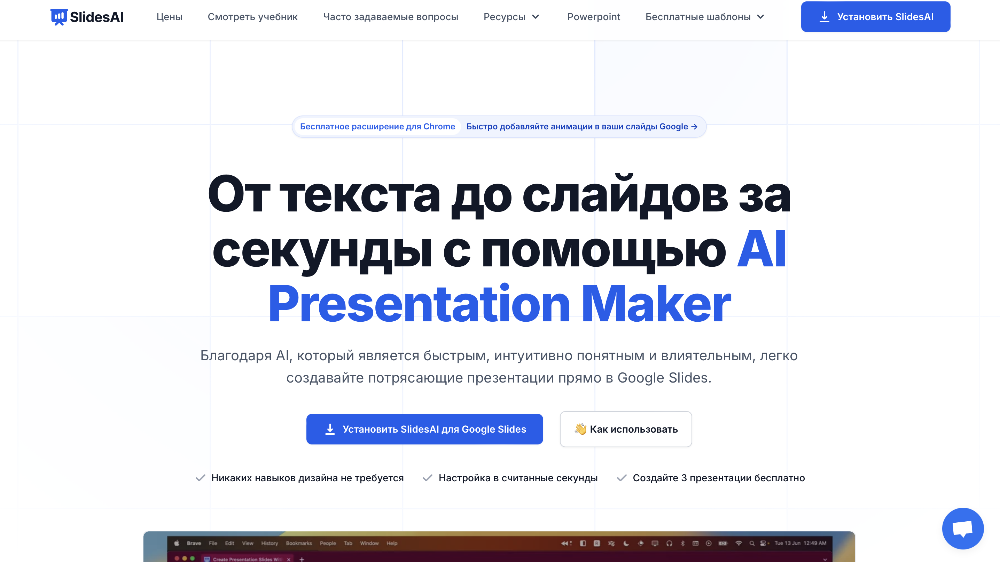 SlidesAI
Цены
Смотреть учебник
Часто задаваемые вопросы
Ресурсы
Powerpoint
Бесплатные шаблоны
Установить SlidesAI
Бесплатное расширение для Chrome
Быстро добавляйте анимации в ваши слайды Google →
От текста до слайдов за
секунды с помощью AI
Presentation Maker
Благодаря AI, который является быстрым, интуитивно понятным и влиятельным, легко
создавайте потрясающие презентации прямо в Google Slides.
Установить SlidesAI для Google Slides
👋 Как использовать
Никаких навыков дизайна не требуется
Настройка в считанные секунды
Создайте 3 презентации бесплатно
Brave File Edit View History Bookmarks People Tab Window Help
Tue 13 Jun 12:49 AM
Create Presentation Slides With